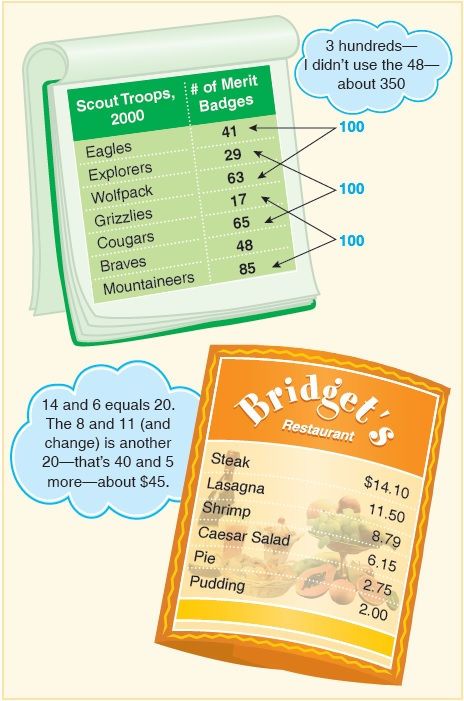 3 hundreds—
I didn't use the 48—
about 350
Scout Troops,
2000
# of Merit
Badges
Eagles 41
Explorers 29
Wolfpack 63
Grizzlies 17
Cougars 65
Braves 48
Mountaineers 85
100
100
100
14 and 6 equals 20.
The 8 and 11 (and
change) is another
20—that's 40 and 5
more—about $45.
Bridget's
Restaurant
Steak $14.10
Lasagna 11.50
Shrimp 8.79
Caesar Salad 6.15
Pie 2.75
Pudding 2.00